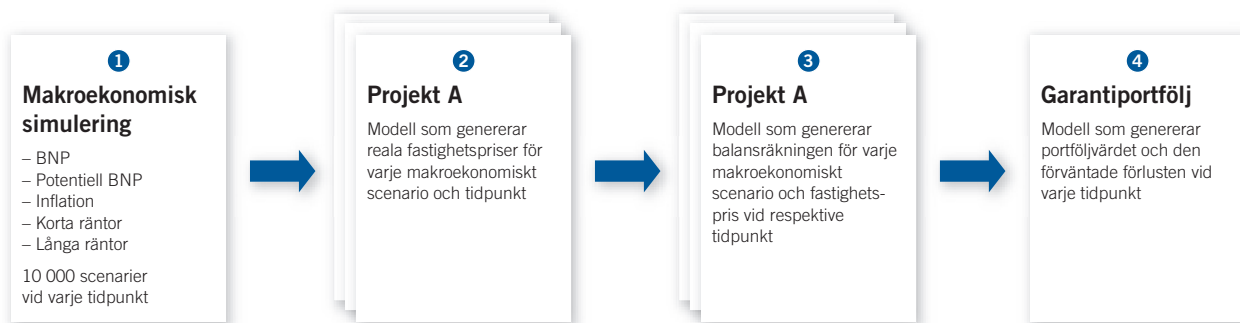 1
Makroekonomisk
simulering
– BNP
– Potentiell BNP
– Inflation
– Korta räntor
– Långa räntor
10 000 scenarier
vid varje tidpunkt
2
Projekt A
Modell som genererar
reala fastighetspriser för
varje makroekonomiskt
scenario och tidpunkt
3
Projekt A
Modell som genererar
balansräkningen för varje
makroekonomiskt
scenario och fastighets-
pris vid respektive
tidpunkt
4
Garantiportfölj
Modell som genererar
portföljvärdet och den
förväntade förlusten vid
varje tidpunkt